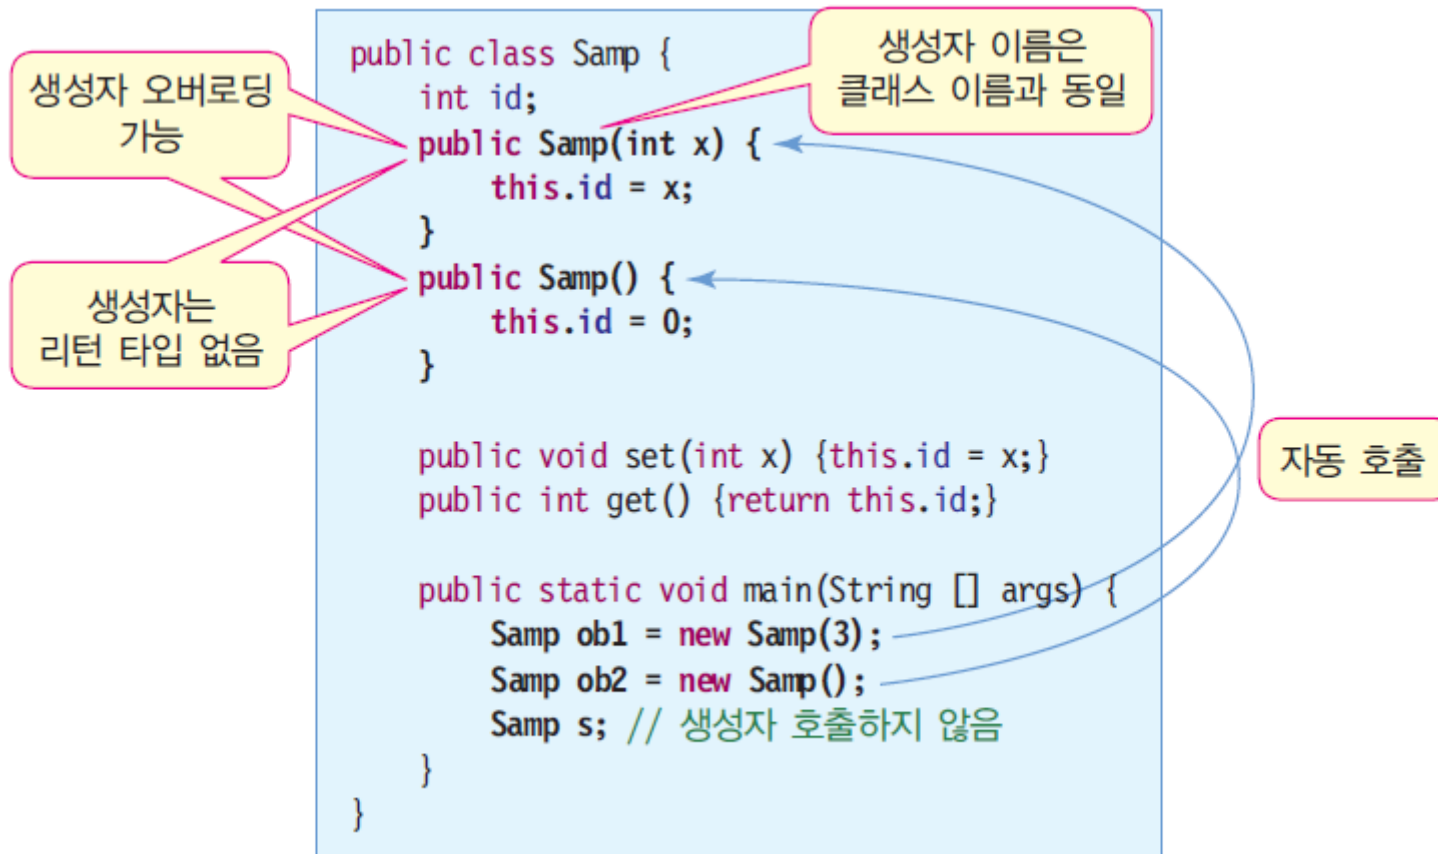 public class Samp {
int id;
public Samp(int x) {
this.id = x;
}
public Samp() {
this.id = 0;
}
public void set(int x) {this.id = x;}
public int get() {return this.id;}
public static void main(String [] args) {
Samp ob1 = new Samp(3);
Samp ob2 = new Samp();
Samp s; // 생성자 호출하지 않음
}
}
생성자 오버로딩
가능
생성자 이름은
클래스 이름과 동일
생성자는
리턴 타입 없음
자동 호출